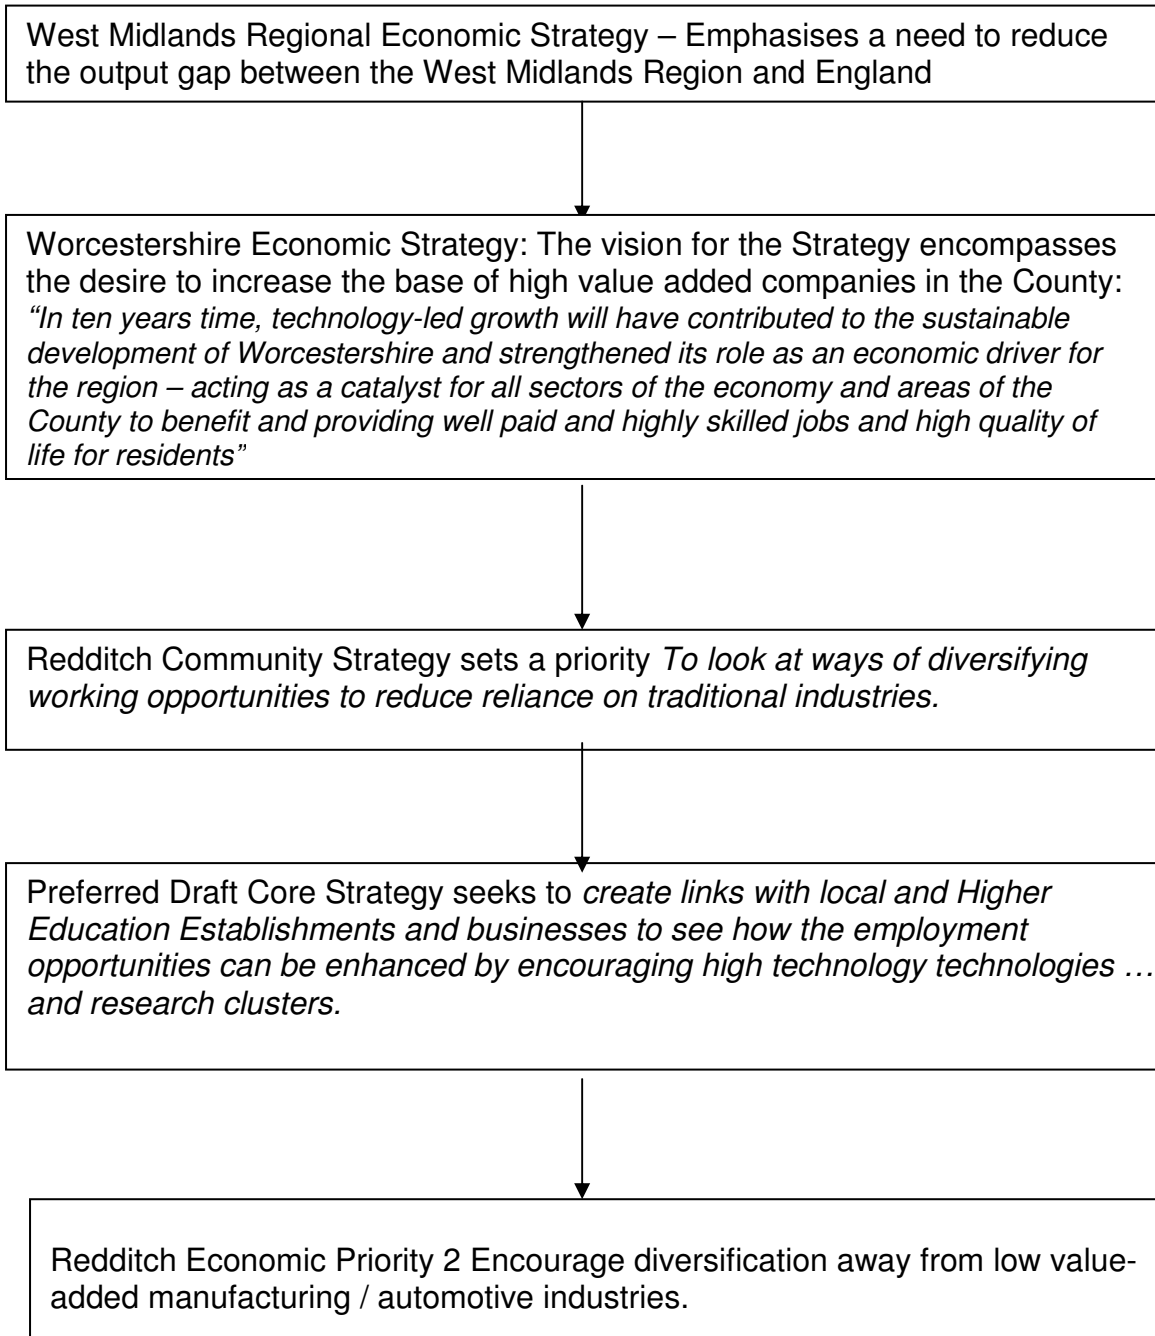 West Midlands Regional Economic Strategy – Emphasises a need to reduce
the output gap between the West Midlands Region and England
Worcestershire Economic Strategy: The vision for the Strategy encompasses
the desire to increase the base of high value added companies in the County:
“In ten years time, technology-led growth will have contributed to the sustainable
development of Worcestershire and strengthened its role as an economic driver for
the region – acting as a catalyst for all sectors of the economy and areas of the
County to benefit and providing well paid and highly skilled jobs and high quality of
life for residents”
Redditch Community Strategy sets a priority To look at ways of diversifying
working opportunities to reduce reliance on traditional industries.
Preferred Draft Core Strategy seeks to create links with local and Higher
Education Establishments and businesses to see how the employment
opportunities can be enhanced by encouraging high technology technologies …
and research clusters.
Redditch Economic Priority 2 Encourage diversification away from low value-
added manufacturing / automotive industries.